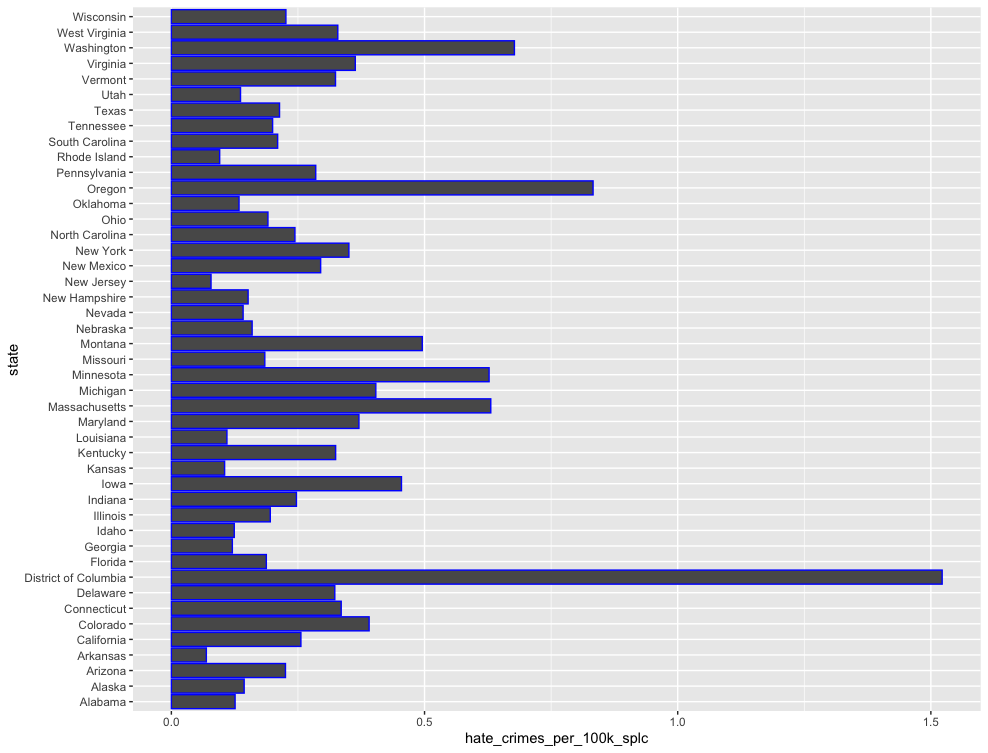 Wisconsin
West Virginia
Washington
Virginia
Vermont
Utah
Texas
Tennessee
South Carolina
Rhode Island
Pennsylvania
Oregon
Oklahoma
Ohio
North Carolina
New York
New Mexico
New Jersey
New Hampshire
Nevada
Nebraska
Montana
Missouri
Minnesota
Michigan
Massachusetts
Maryland
Louisiana
Kentucky
Kansas
Iowa
Indiana
Illinois
Idaho
Georgia
Florida
District of Columbia
Delaware
Connecticut
Colorado
California
Arkansas
Arizona
Alaska
Alabama
state
0.0 0.5 1.0 1.5
hate_crimes_per_100k_splc